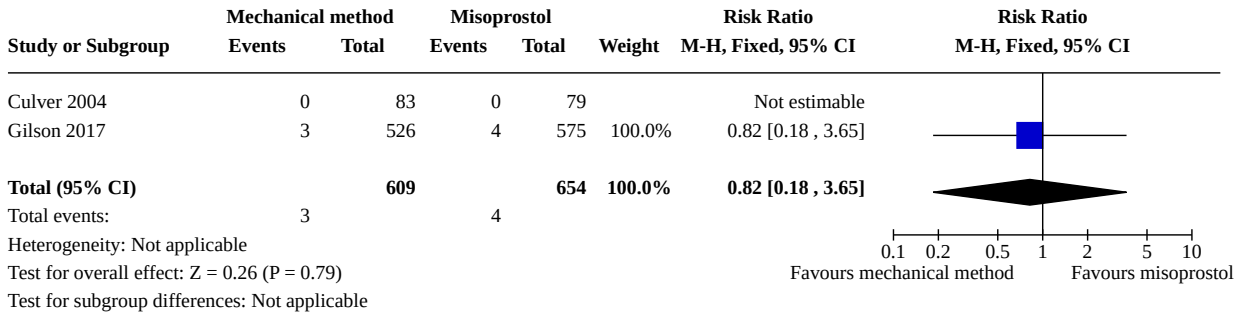 Mechanical method Misoprostol Risk Ratio Risk Ratio
Study or Subgroup Events Total Events Total Weight M-H, Fixed, 95% CI M-H, Fixed, 95% CI
Culver 2004 0 83 0 79 Not estimable
Gilson 2017 3 526 4 575 100.0% 0.82 [0.18 , 3.65]
Total (95% CI) 609 654 100.0% 0.82 [0.18 , 3.65]
Total events: 3 4
Heterogeneity: Not applicable 0.1 0.2 0.5 1 2 5 10
Test for overall effect: Z = 0.26 (P = 0.79) Favours mechanical method Favours misoprostol
Test for subgroup differences: Not applicable